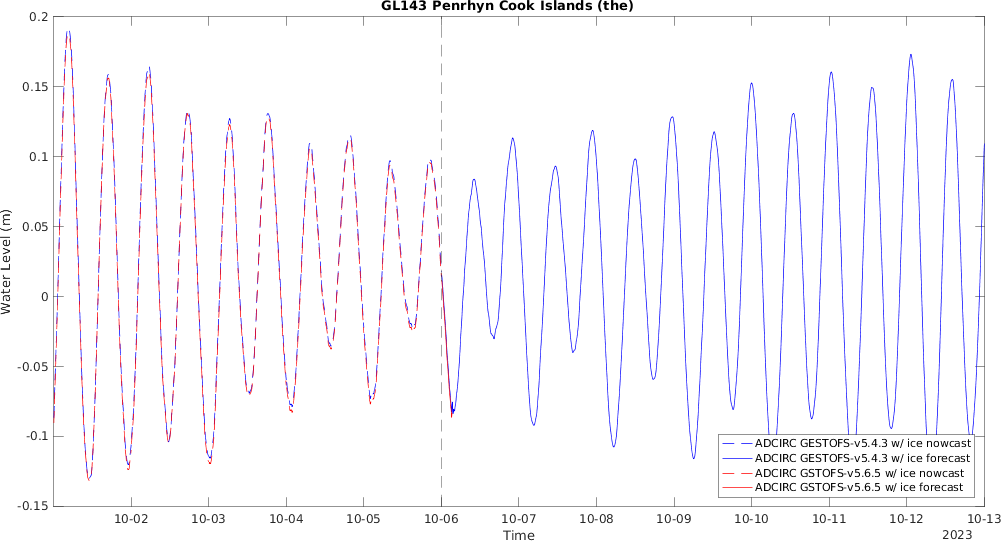 GL143 Penrhyn Cook Islands (the)
0.2
0.15
0.1
0.05
0
-0.05
-0.1
-0.15
Water Level (m)
10-02 10-03 10-04 10-05 10-06 10-07 10-08 10-09 10-10 10-11 10-12 10-13
Time
2023
ADCIRC GESTOFS-v5.4.3 w/ ice nowcast
ADCIRC GESTOFS-v5.4.3 w/ ice forecast
ADCIRC GSTOFS-v5.6.5 w/ ice nowcast
ADCIRC GSTOFS-v5.6.5 w/ ice forecast